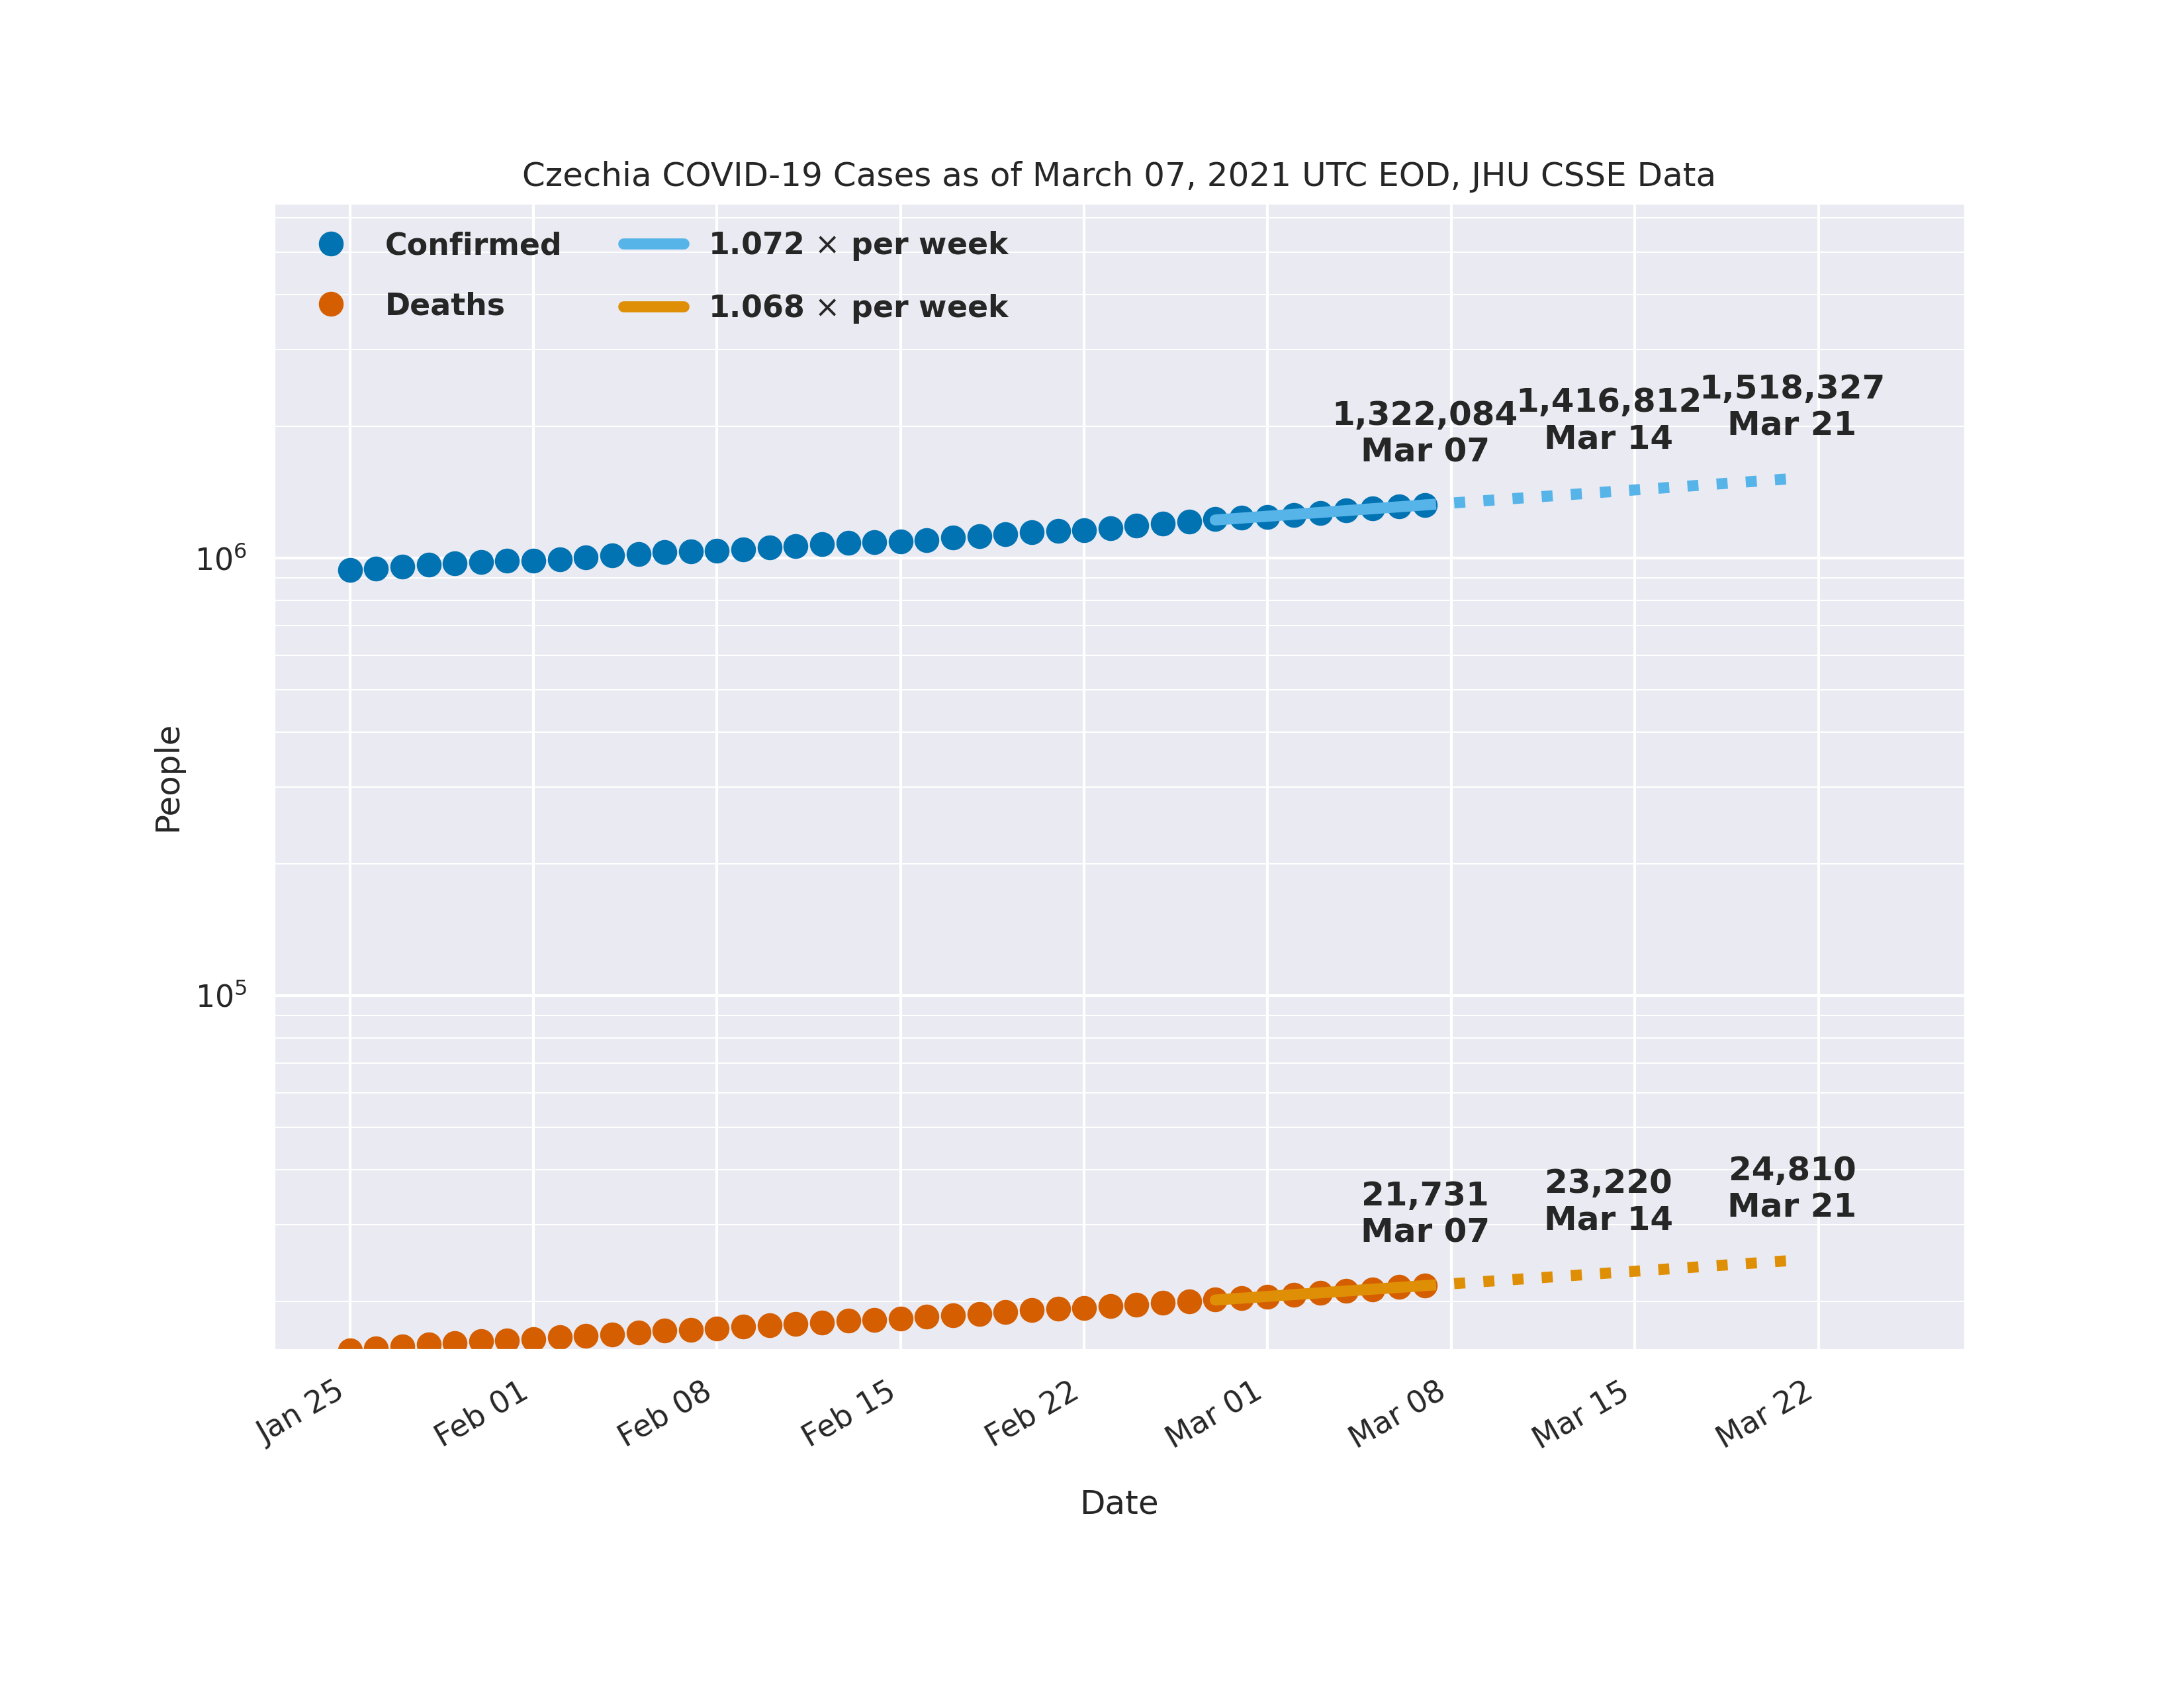 Czechia COVID-19 Cases as of March 07, 2021 UTC EOD, JHU CSSE Data
Confirmed
Deaths
1.072 × per week
1.068 × per week
1,322,084
Mar 07
1,416,812
Mar 14
1,518,327
Mar 21
10⁶
People
10⁵
21,731
Mar 07
23,220
Mar 14
24,810
Mar 21
Jan 25
Feb 01
Feb 08
Feb 15
Feb 22
Mar 01
Mar 08
Mar 15
Mar 22
Date